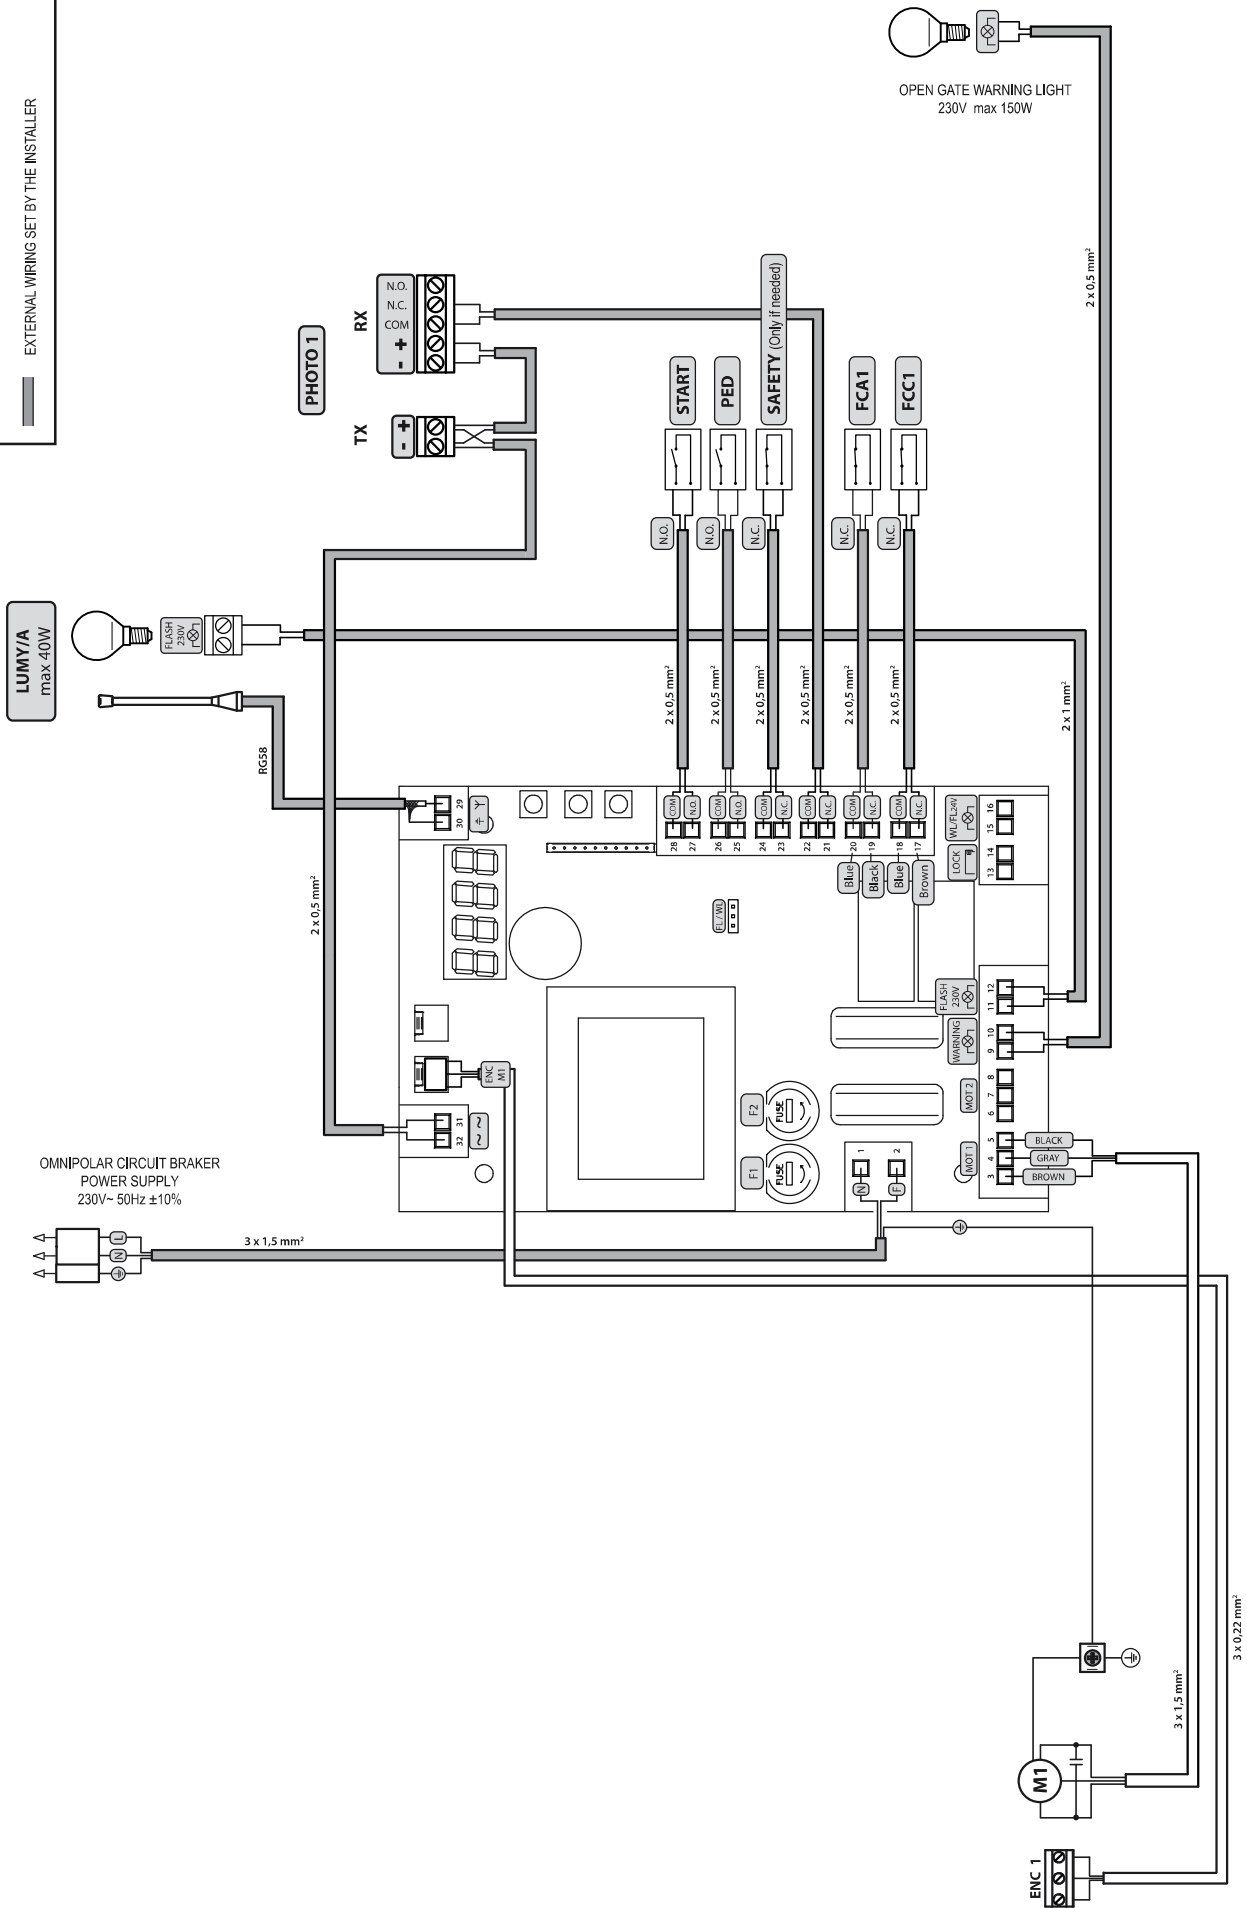 EXTERNAL WIRING SET BY THE INSTALLER
OPEN GATE WARNING LIGHT
230V max 150W
2 x 0,5 mm²
PHOTO 1
RX
N.O.
N.C.
COM
- +
TX
- +
LUMY/A
max 40W
FLASH
230V
RG58
2 x 0,5 mm²
START
PED
SAFETY (Only if needed)
FCA1
FCC1
N.O.
N.O.
N.C.
N.C.
N.C.
2 x 0,5 mm²
2 x 0,5 mm²
2 x 0,5 mm²
2 x 0,5 mm²
2 x 0,5 mm²
2 x 0,5 mm²
2 x 1 mm²
30 29
COM
N.O.
COM
N.O.
COM
N.C.
COM
N.C.
COM
N.C.
COM
N.C.
28
27
26
25
24
23
22
21
20
19
18
17
Blue
Black
Blue
Brown
WL/FL24V
15 16
LOCK
13 14
FL / WL
FLASH
230V
11 12
WARNING
9 10
MOT 2
6 7 8
MOT 1
3 4 5
BLACK
GRAY
BROWN
ENC
M1
32 31
~ ~
F2
FUSE
F1
FUSE
1
2
N
F
OMNIPOLAR CIRCUIT BRAKER
POWER SUPPLY
230V~ 50Hz ±10%
L
N
3 x 1,5 mm²
3 x 1,5 mm²
3 x 0,22 mm²
M1
ENC 1